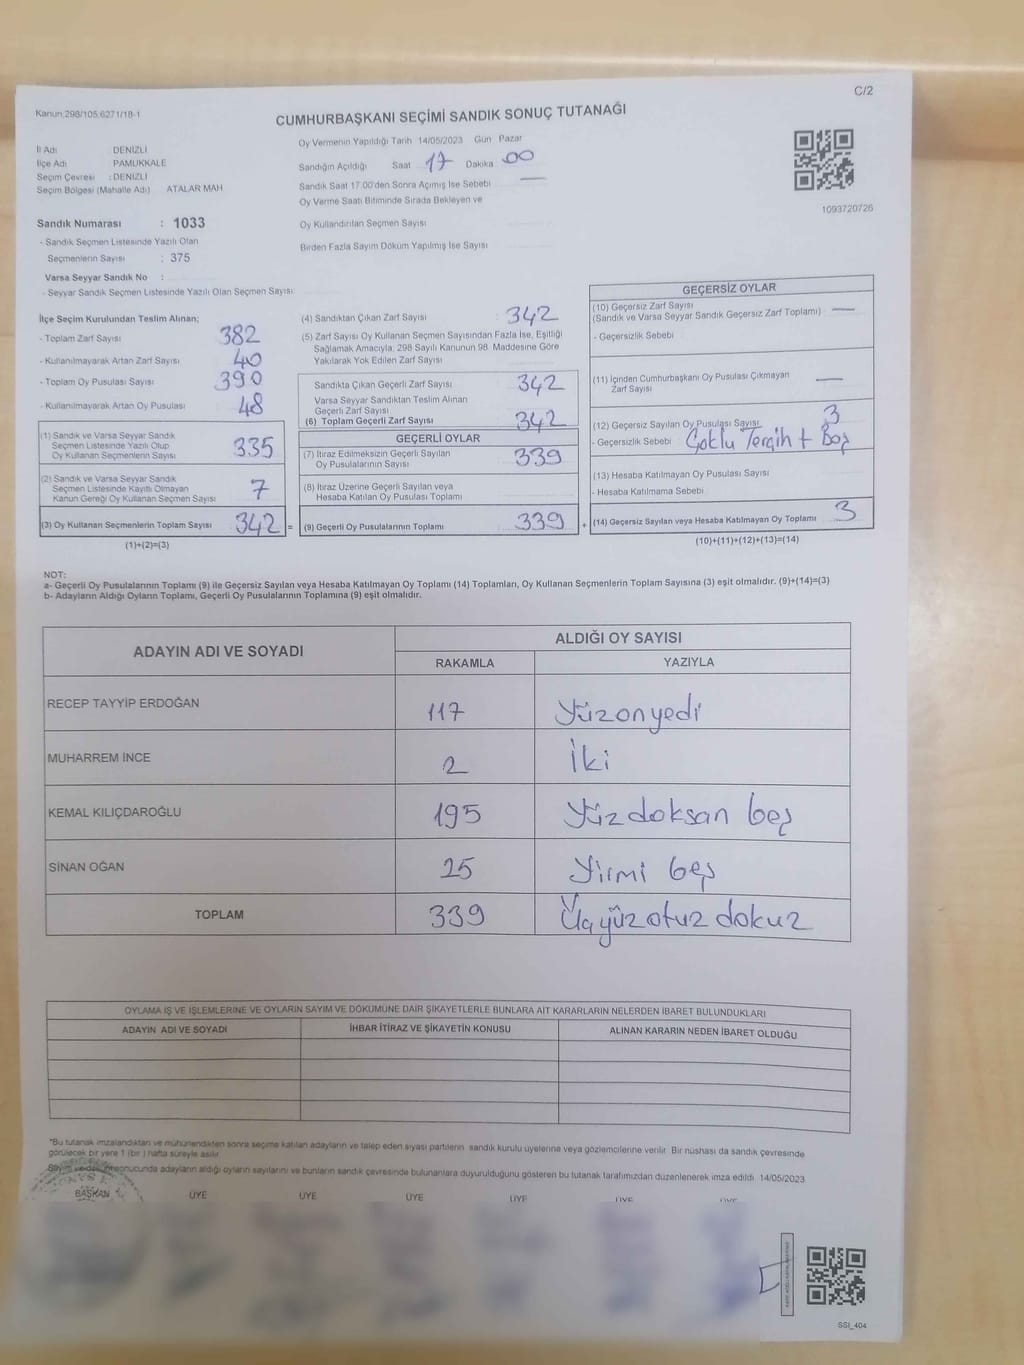 C/2
Kanun:298/105;6271/18-1
CUMHURBAŞKANI SEÇİMİ SANDIK SONUÇ TUTANAĞI
İl Adı DENİZLİ
İlçe Adı PAMUKKALE
Seçim Çevresi : DENİZLİ
Seçim Bölgesi (Mahalle Adı) ATALAR MAH
Sandık Numarası : 1033
- Sandık Seçmen Listesinde Yazılı Olan
Seçmenlerin Sayısı : 375
Varsa Seyyar Sandık No :
- Seyyar Sandık Seçmen Listesinde Yazılı Olan Seçmen Sayısı:
Oy Vermenin Yapıldığı Tarih 14/05/2023 Gün Pazar
Sandığın Açıldığı Saat 17 Dakika 00
Sandık Saat 17:00'den Sonra Açımış İse Sebebi —
Oy Verme Saati Bitiminde Sırada Bekleyen ve
Oy Kullandırılan Seçmen Sayısı
Birden Fazla Sayım Döküm Yapılmış İse Sayısı
1093720726
İlçe Seçim Kurulundan Teslim Alınan;
- Toplam Zarf Sayısı 382
- Kullanılmayarak Artan Zarf Sayısı 40
- Toplam Oy Pusulası Sayısı 390
- Kullanılmayarak Artan Oy Pusulası 48
(1) Sandık ve Varsa Seyyar Sandık
Seçmen Listesinde Yazılı Olup
Oy Kullanan Seçmenlerin Sayısı 335
(2) Sandık ve Varsa Seyyar Sandık
Seçmen Listesinde Kayıtlı Olmayan
Kanun Gereği Oy Kullanan Seçmen Sayısı 7
(3) Oy Kullanan Seçmenlerin Toplam Sayısı 342 =
(1)+(2)=(3)
(4) Sandıktan Çıkan Zarf Sayısı : 342
(5) Zarf Sayısı Oy Kullanan Seçmen Sayısından Fazla İse, Eşitliği
Sağlamak Amacıyla, 298 Sayılı Kanunun 98. Maddesine Göre
Yakılarak Yok Edilen Zarf Sayısı
Sandıkta Çıkan Geçerli Zarf Sayısı 342
Varsa Seyyar Sandıktan Teslim Alınan
Geçerli Zarf Sayısı
(6) Toplam Geçerli Zarf Sayısı 342
GEÇERLİ OYLAR
(7) İtiraz Edilmeksizin Geçerli Sayılan
Oy Pusulalarının Sayısı 339
(8) İtiraz Üzerine Geçerli Sayılan veya
Hesaba Katılan Oy Pusulası Toplamı
(9) Geçerli Oy Pusulalarının Toplamı 339 +
GEÇERSİZ OYLAR
(10) Geçersiz Zarf Sayısı
(Sandık ve Varsa Seyyar Sandık Geçersiz Zarf Toplamı) —
- Geçersizlik Sebebi
(11) İçinden Cumhurbaşkanı Oy Pusulası Çıkmayan
Zarf Sayısı —
(12) Geçersiz Sayılan Oy Pusulası Sayısı 3
- Geçersizlik Sebebi : Çoklu Tercih + Boş
(13) Hesaba Katılmayan Oy Pusulası Sayısı
- Hesaba Katılmama Sebebi
(14) Geçersiz Sayılan veya Hesaba Katılmayan Oy Toplamı 3
(10)+(11)+(12)+(13)=(14)
NOT:
a- Geçerli Oy Pusulalarının Toplamı (9) ile Geçersiz Sayılan veya Hesaba Katılmayan Oy Toplamı (14) Toplamları, Oy Kullanan Seçmenlerin Toplam Sayısına (3) eşit olmalıdır. (9)+(14)=(3)
b- Adayların Aldığı Oyların Toplamı, Geçerli Oy Pusulalarının Toplamına (9) eşit olmalıdır.
ADAYIN ADI VE SOYADI
ALDIĞI OY SAYISI
RAKAMLA YAZIYLA
RECEP TAYYİP ERDOĞAN 117 Yüzonyedi
MUHARREM İNCE 2 İki
KEMAL KILIÇDAROĞLU 195 Yüzdoksan beş
SİNAN OĞAN 25 Yirmi beş
TOPLAM 339 Üçyüzotuz dokuz
OYLAMA İŞ VE İŞLEMLERİNE VE OYLARIN SAYIM VE DÖKÜMÜNE DAİR ŞİKAYETLERLE BUNLARA AİT KARARLARIN NELERDEN İBARET BULUNDUKLARI
ADAYIN ADI VE SOYADI İHBAR İTİRAZ VE ŞİKAYETİN KONUSU ALINAN KARARIN NEDEN İBARET OLDUĞU
*Bu tutanak imzalandıktan ve mühürlendikten sonra seçime katılan adayların ve talep eden siyasi partilerin sandık kurulu üyelerine veya gözlemcilerine verilir. Bir nüshası da sandık çevresinde
görülecek bir yere 1 (bir) hafta süreyle asılır.
Sayım ve döküm sonucunda adayların aldığı oyların sayılarını ve bunların sandık çevresinde bulunanlara duyurulduğunu gösteren bu tutanak tarafımızdan düzenlenerek imza edildi. 14/05/2023
BAŞKAN ÜYE ÜYE ÜYE ÜYE ÜYE ÜYE
SSI_404